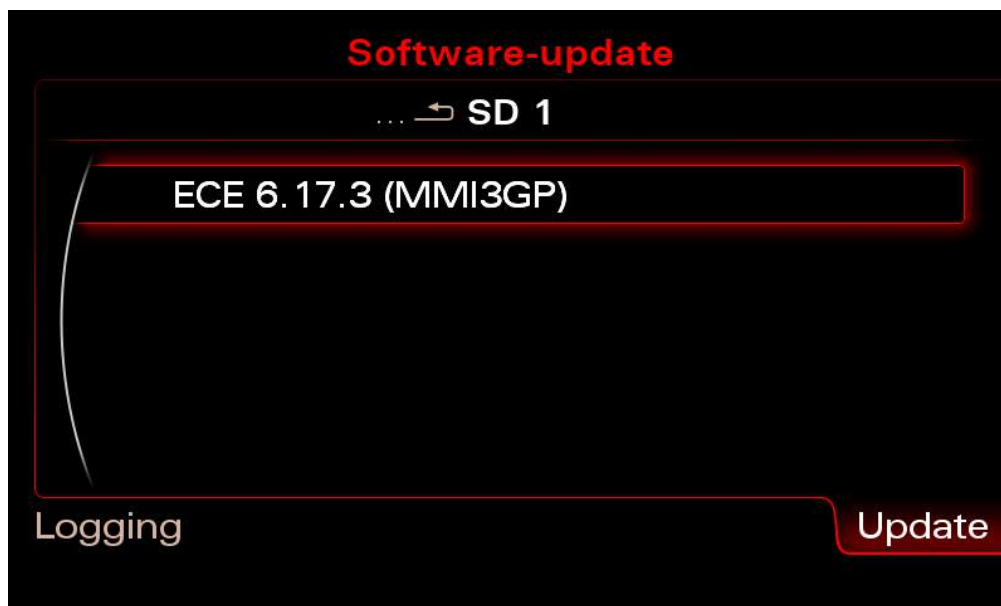 Software-update
... SD 1
ECE 6.17.3 (MMI3GP)
Logging
Update